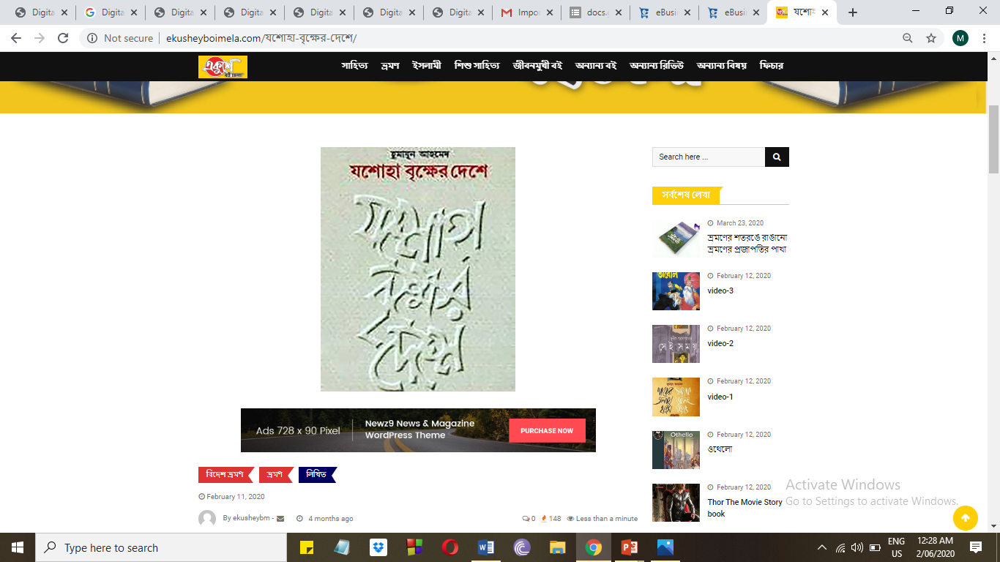 Digita
Digita
Digita
Digita
Digita
Digita
Digita
Impo
"docs.
eBusi
eBusi
যশোহ
Not secure
ekusheyboimela.com/যশোহা-বৃক্ষের-দেশে/
M
একুশে
সাহিত্য ভ্রমণ ইসলামী শিশু সাহিত্য জীবনমুখী বই অন্যান্য বই অন্যান্য রিভিউ অন্যান্য বিষয় ফিচার
হুমায়ূন আহমেদ
যশোহা বৃক্ষের দেশে
যশোহা
বৃক্ষের
দেশে
Search here ...
সর্বশেষ লেখা
March 23, 2020
ভ্রমণের শতরঙে রাঙানো
ভ্রমণের প্রজাপতির পাখা
February 12, 2020
video-3
February 12, 2020
সেই সময়
video-2
February 12, 2020
video-1
February 12, 2020
Othello
ওথেলো
February 12, 2020
Thor The Movie Story
book
Ads 728 x 90 Pixel
Newz9 News & Magazine
WordPress Theme
PURCHASE NOW
বিদেশ ভ্রমণ ভ্রমণ লিখিত
February 11, 2020
By ekusheybm - 4 months ago
0 148 Less than a minute
Activate Windows
Go to Settings to activate Windows.
Type here to search
ENG
US
12:28 AM
2/06/2020